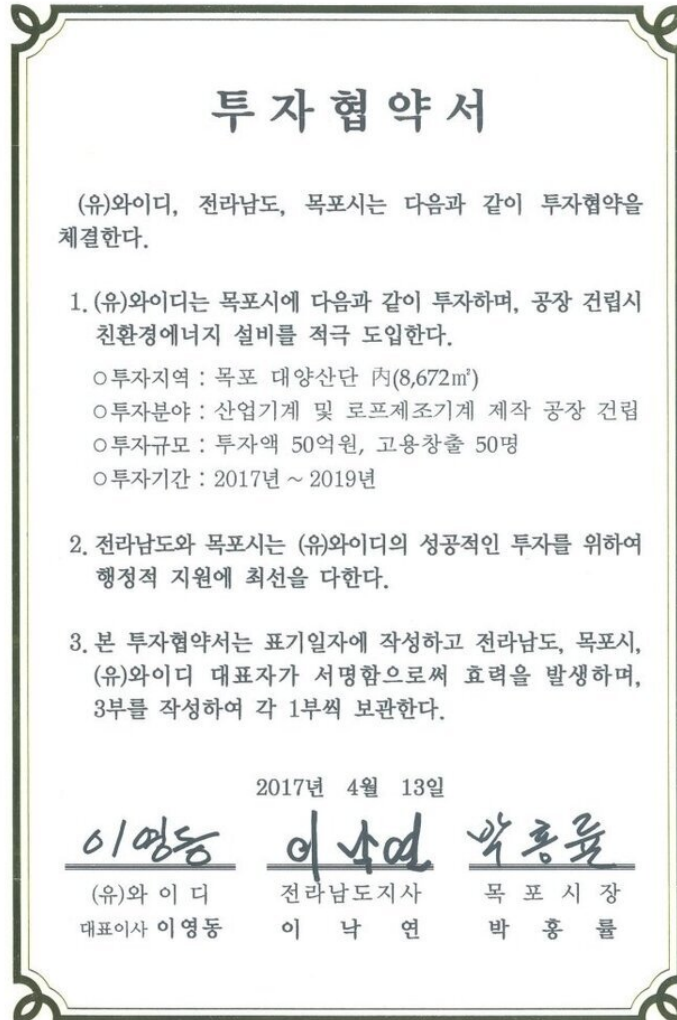 투자협약서
(유)와이디, 전라남도, 목포시는 다음과 같이 투자협약을
체결한다.
1. (유)와이디는 목포시에 다음과 같이 투자하며, 공장 건립시
친환경에너지 설비를 적극 도입한다.
○투자지역 : 목포 대양산단 內(8,672㎡)
○투자분야 : 산업기계 및 로프제조기계 제작 공장 건립
○투자규모 : 투자액 50억원, 고용창출 50명
○투자기간 : 2017년 ~ 2019년
2. 전라남도와 목포시는 (유)와이디의 성공적인 투자를 위하여
행정적 지원에 최선을 다한다.
3. 본 투자협약서는 표기일자에 작성하고 전라남도, 목포시,
(유)와이디 대표자가 서명함으로써 효력을 발생하며,
3부를 작성하여 각 1부씩 보관한다.
2017년 4월 13일
이영동 이낙연 박홍률
(유)와 이 디 전라남도지사 목 포 시 장
대표이사 이영동 이 낙 연 박 홍 률